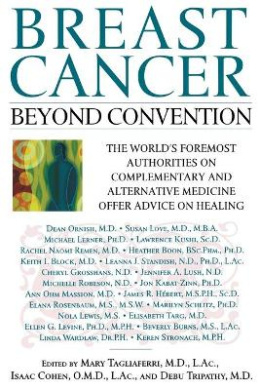 BREAST
CANCER
BEYOND CONVENTION
THE WORLD'S FOREMOST
AUTHORITIES ON
COMPLEMENTARY AND
ALTERNATIVE MEDICINE
OFFER ADVICE ON HEALING
DEAN ORNISH, M.D. • SUSAN LOVE, M.D., M.B.A.
MICHAEL LERNER, PH.D. • LAWRENCE KUSHI, SC.D.
RACHEL NAOMI REMEN, M.D. • HEATHER BOON, BSC.PHM., PH.D.
KEITH I. BLOCK, M.D. • LEANNA J. STANDISH, N.D., PH.D., L.AC.
CHERYL GROSSHANS, N.D. • JENNIFER A. LUSH, N.D.
MICHELLE ROBSON, N.D. • JON KABAT-ZINN, PH.D.
ANN OHM MASSION, M.D. • JAMES R. HÉBERT, M.S.P.H., SC.D.
ELANA ROSENBAUM, M.S., M.S.W. • MARILYN SCHLITZ, PH.D.
NOLA LEWIS, M.S. • ELISABETH TARG, M.D.
ELLEN G. LEVINE, PH.D., M.P.H. • BEVERLY BURNS, M.S., L.AC.
LINDA WARDLAW, DR.P.H. • KEREN STRONACH, M.P.H.
EDITED BY MARY TAGLIAFERRI, M.D., L.AC.,
ISAAC COHEN, O.M.D., L.AC., AND DEBU TRIPATHY, M.D.